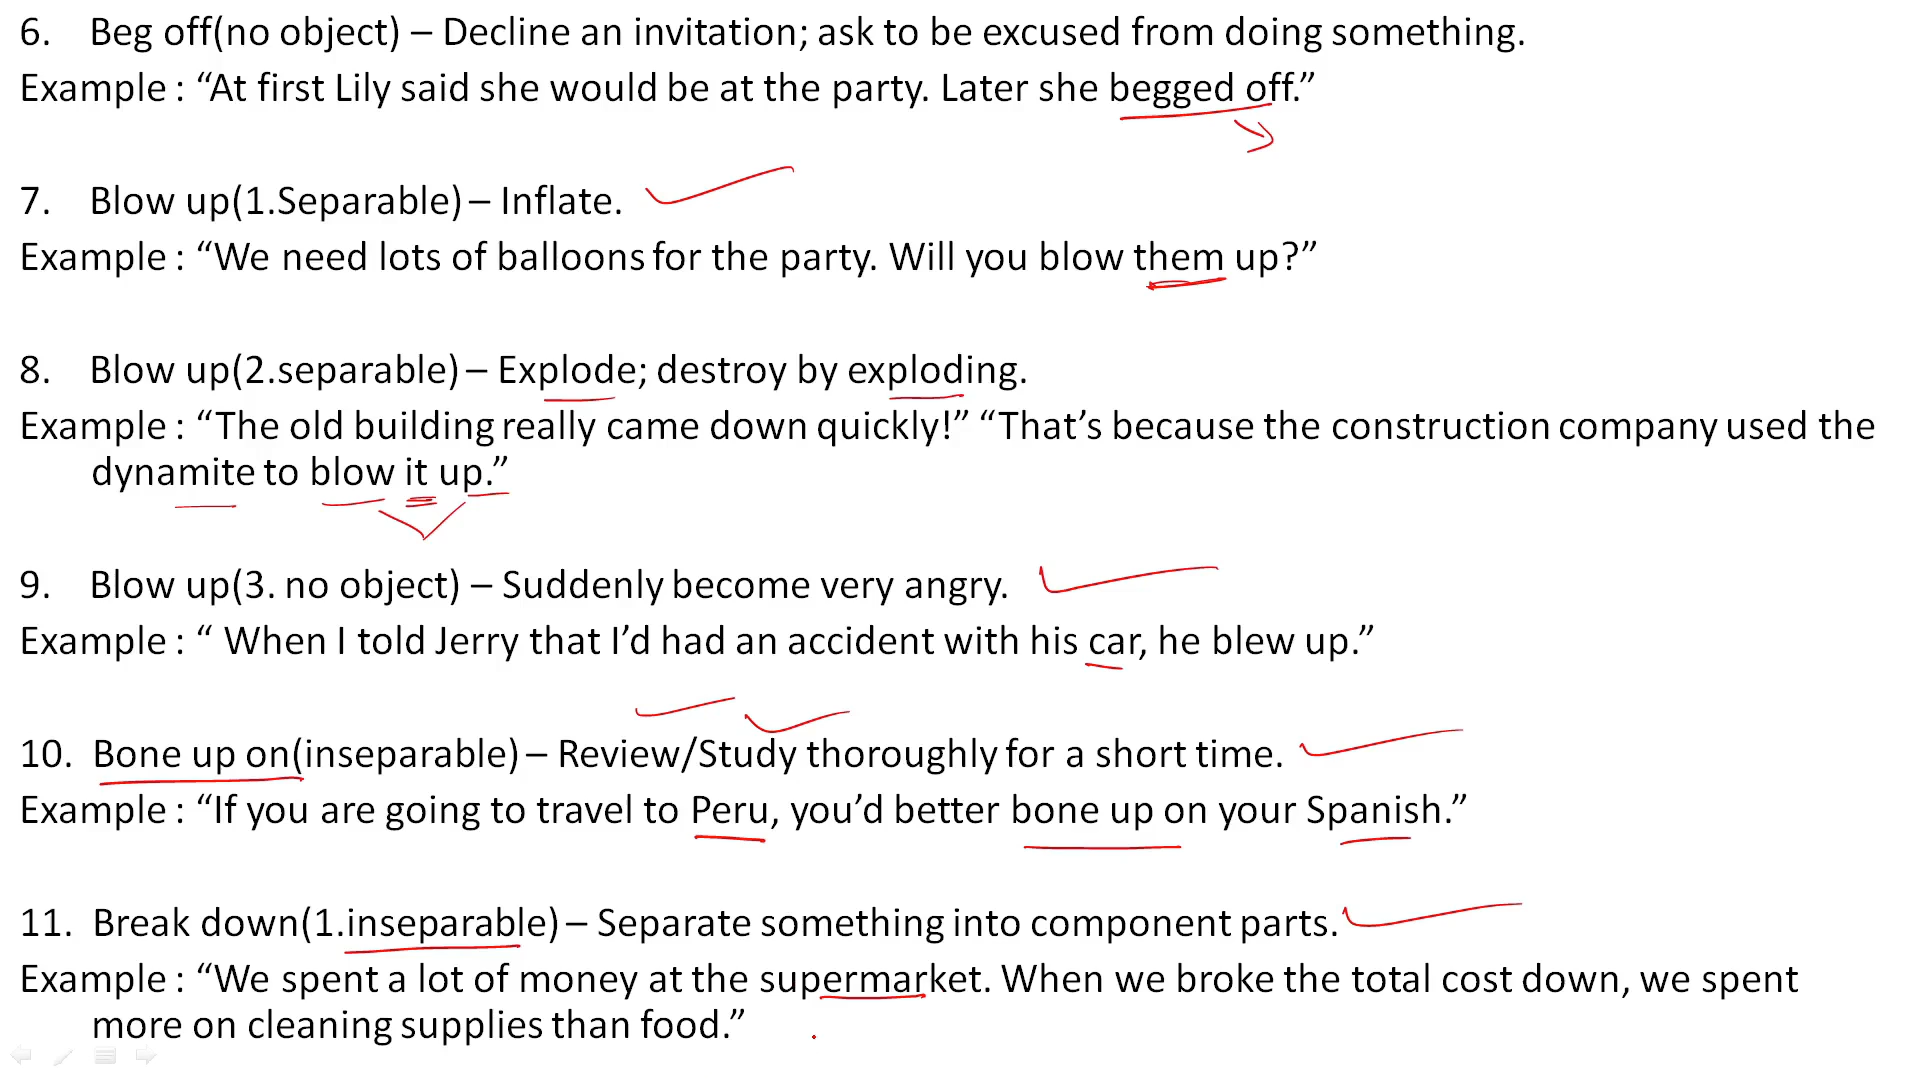 6. Beg off(no object) – Decline an invitation; ask to be excused from doing something.
Example : “At first Lily said she would be at the party. Later she begged off.”
7. Blow up(1.Separable) – Inflate.
Example : “We need lots of balloons for the party. Will you blow them up?”
8. Blow up(2.separable) – Explode; destroy by exploding.
Example : “The old building really came down quickly!” “That’s because the construction company used the
dynamite to blow it up.”
9. Blow up(3. no object) – Suddenly become very angry.
Example : “ When I told Jerry that I’d had an accident with his car, he blew up.”
10. Bone up on(inseparable) – Review/Study thoroughly for a short time.
Example : “If you are going to travel to Peru, you’d better bone up on your Spanish.”
11. Break down(1.inseparable) – Separate something into component parts.
Example : “We spent a lot of money at the supermarket. When we broke the total cost down, we spent
more on cleaning supplies than food.”